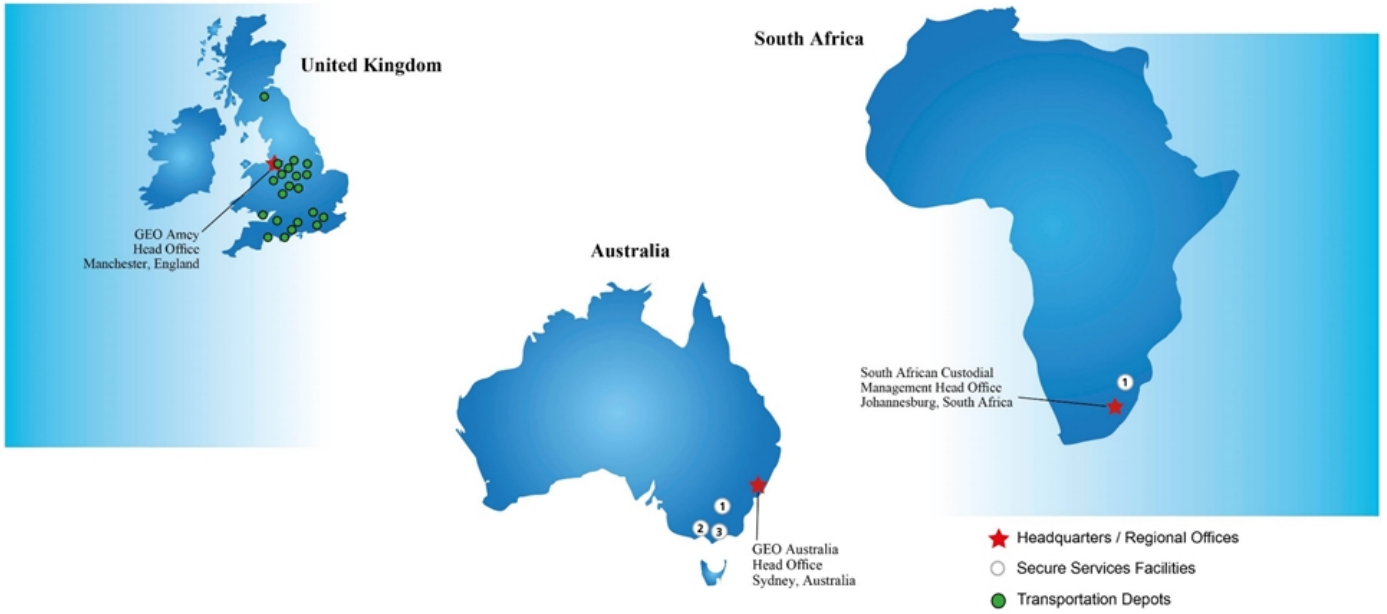 United Kingdom
GEO Amey
Head Office
Manchester, England
Australia
1
2
3
GEO Australia
Head Office
Sydney, Australia
South Africa
1
South African Custodial
Management Head Office
Johannesburg, South Africa
Headquarters / Regional Offices
Secure Services Facilities
Transportation Depots